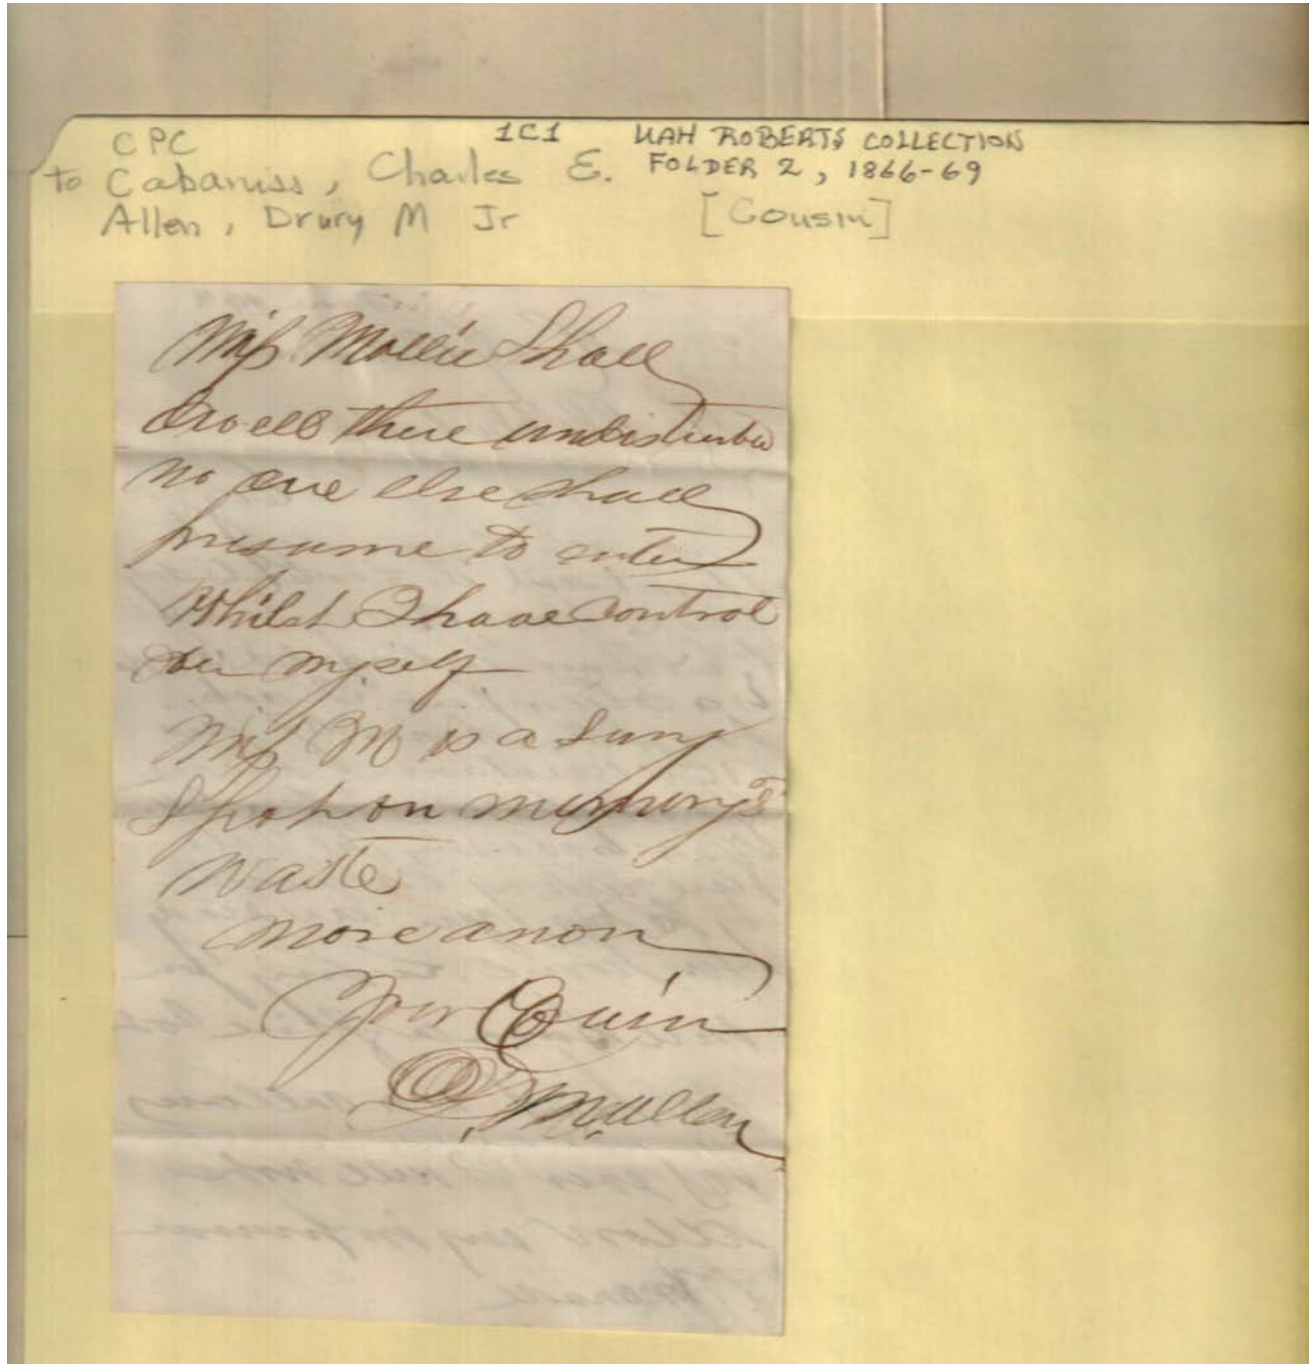 CPC 1C1 UAH ROBERTS COLLECTION
to Cabaniss, Charles E. FOLDER 2, 1866-69
Allen, Drury M Jr [Cousin]
Miss Mollie Shall
dwell there undisturbed
no one else shall
presume to enter
Whilst I have control
over myself
Miss M is a Suny
Spot on memory's
waste
more anon
Your Cousin
D. M. Allen